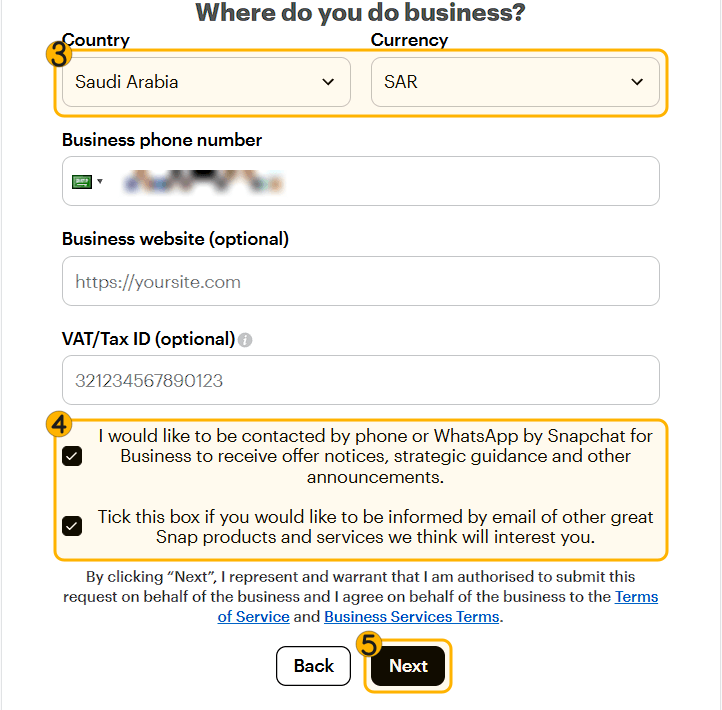 Where do you do business?
3
Country Currency
Saudi Arabia SAR
Business phone number
Business website (optional)
https://yoursite.com
VAT/Tax ID (optional)
321234567890123
4
I would like to be contacted by phone or WhatsApp by Snapchat for
Business to receive offer notices, strategic guidance and other
announcements.
Tick this box if you would like to be informed by email of other great
Snap products and services we think will interest you.
By clicking “Next”, I represent and warrant that I am authorised to submit this
request on behalf of the business and I agree on behalf of the business to the Terms
of Service and Business Services Terms.
5
Back Next